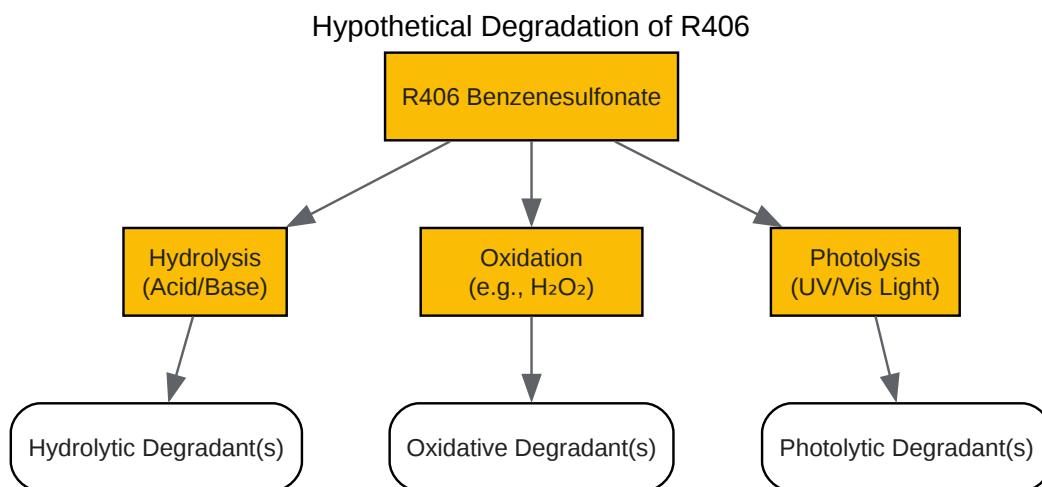 Hypothetical Degradation of R406
R406 Benzenesulfonate
Hydrolysis
(Acid/Base)
Oxidation
(e.g., H₂O₂)
Photolysis
(UV/Vis Light)
Hydrolytic Degradant(s)
Oxidative Degradant(s)
Photolytic Degradant(s)